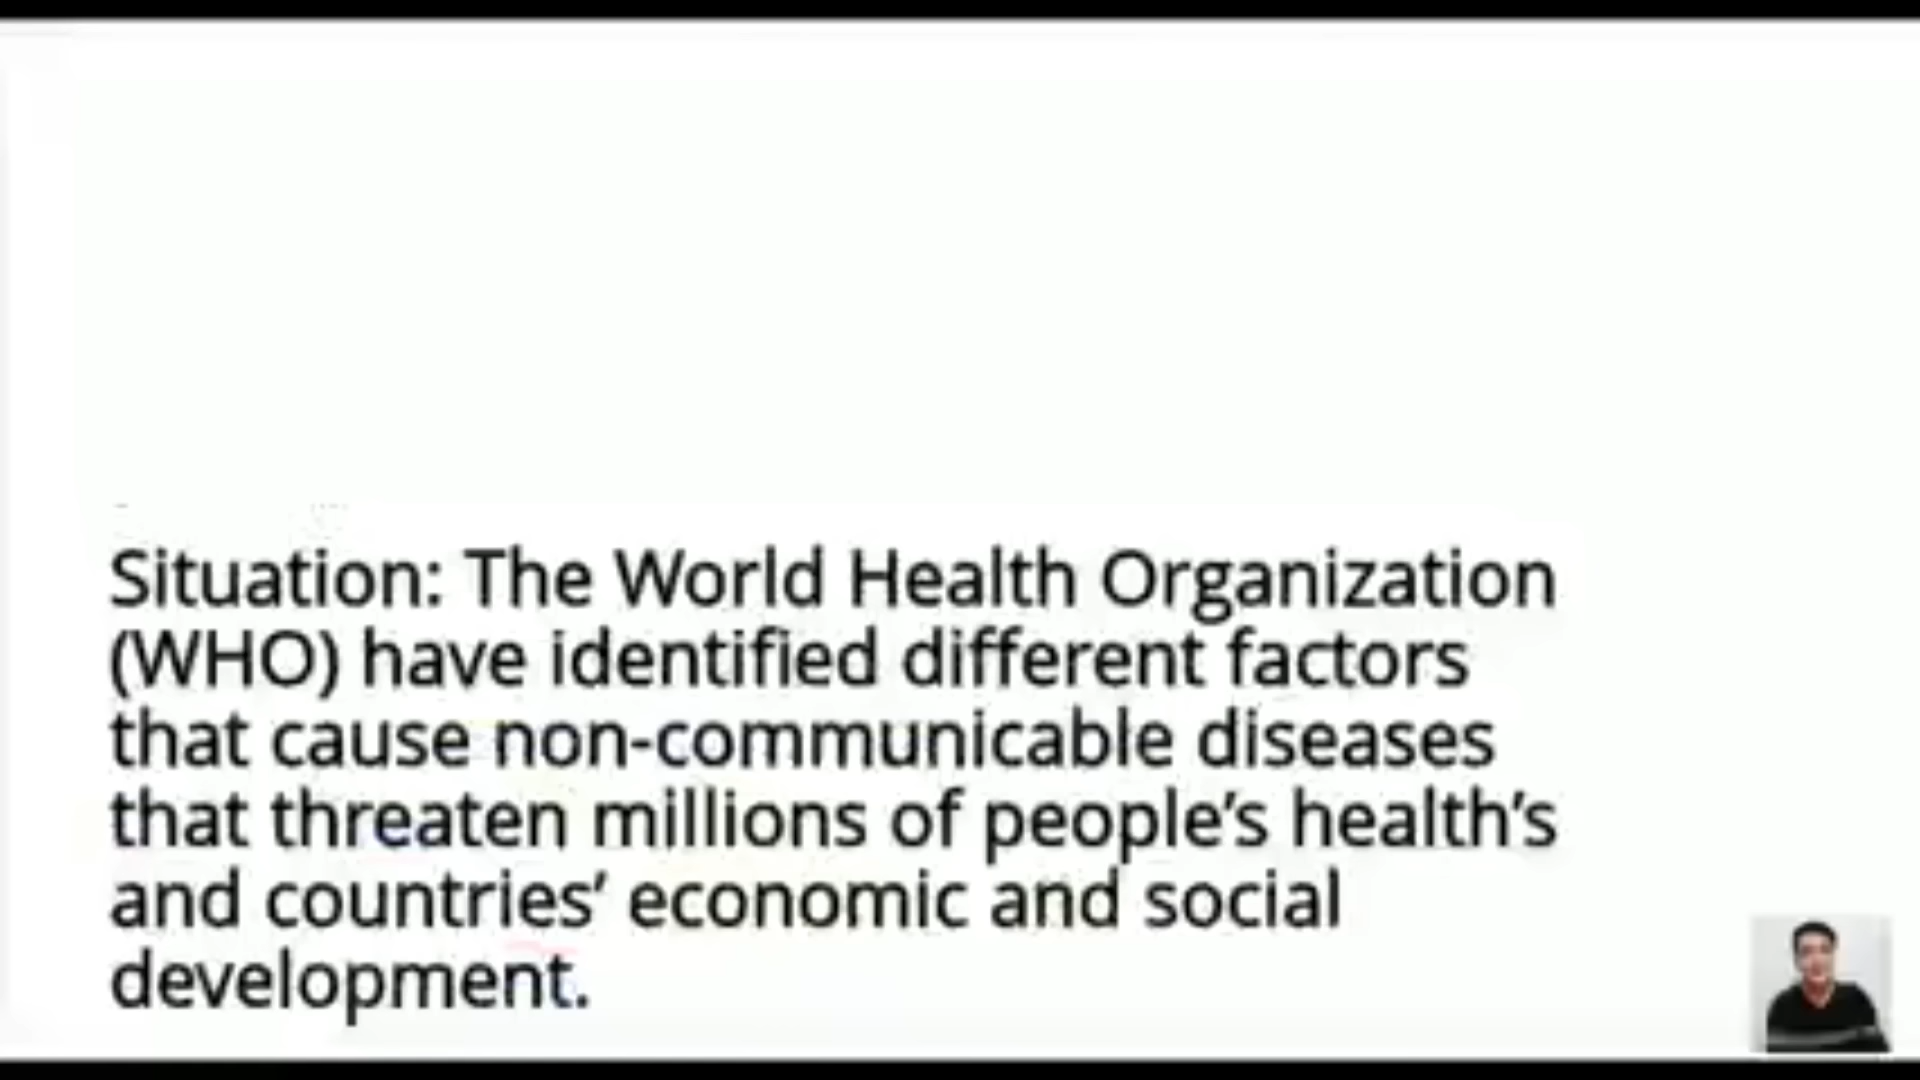 Situation: The World Health Organization
(WHO) have identified different factors
that cause non-communicable diseases
that threaten millions of people’s health’s
and countries’ economic and social
development.